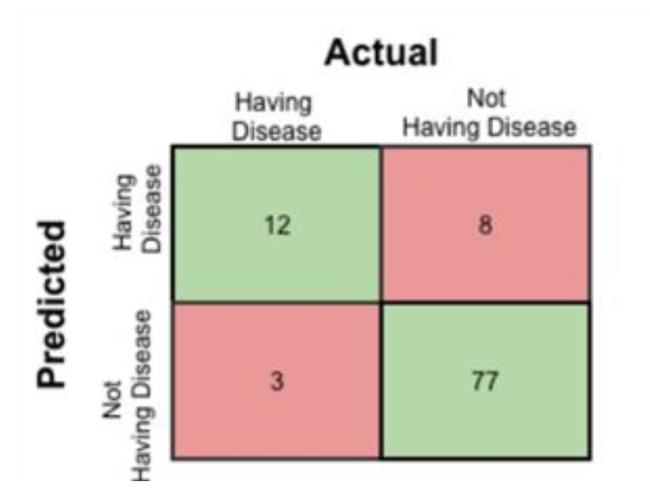 Actual
Having
Disease
Not
Having Disease
Predicted
Having
Disease
12
8
Not
Having Disease
3
77